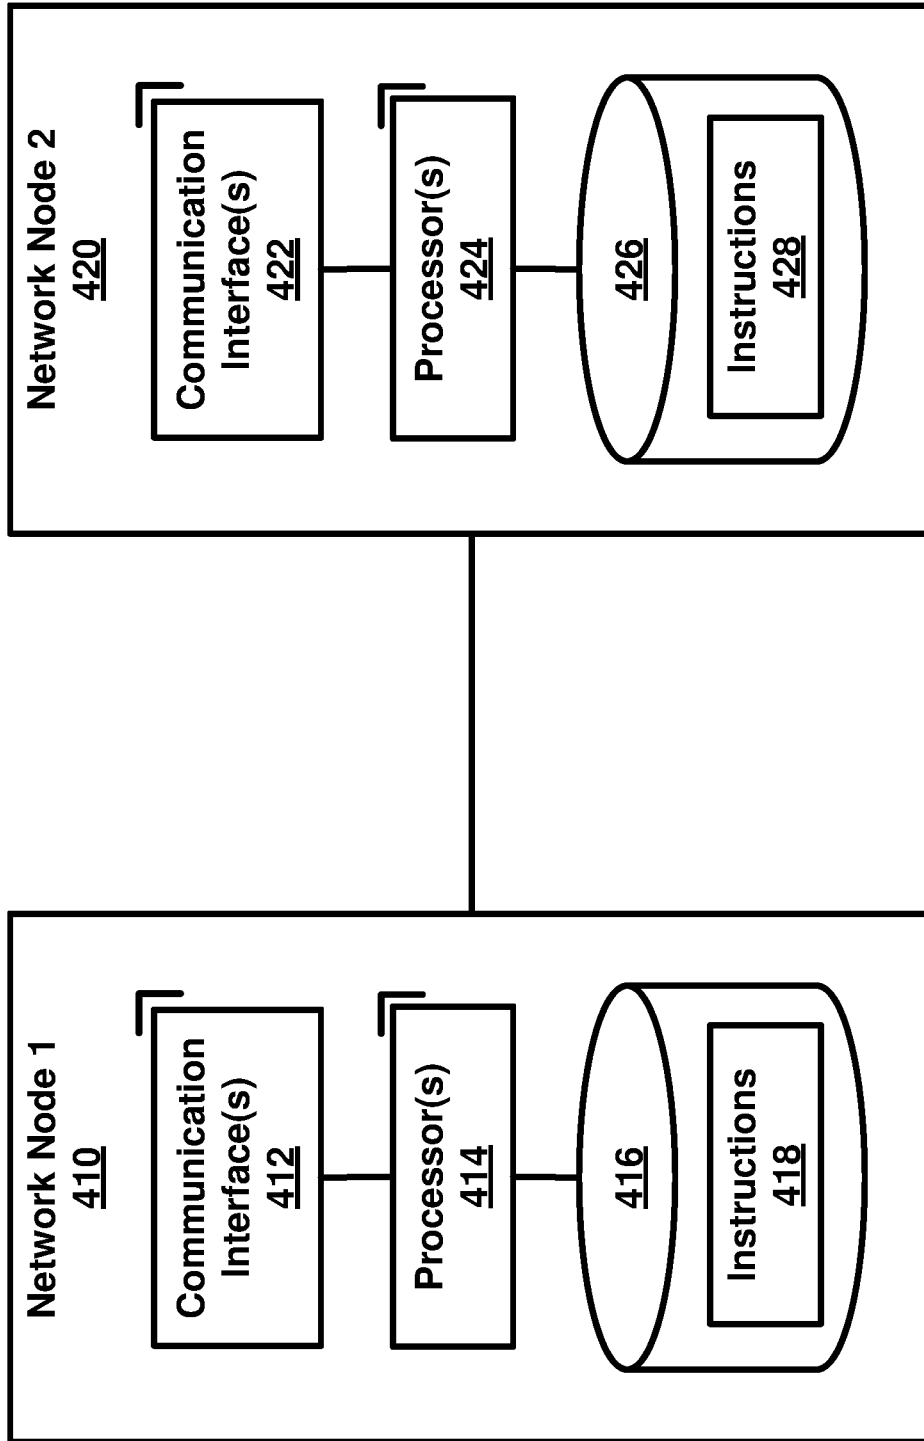 Network Node 1
410
Communication
Interface(s)
412
Processor(s)
414
416
Instructions
418
Network Node 2
420
Communication
Interface(s)
422
Processor(s)
424
426
Instructions
428